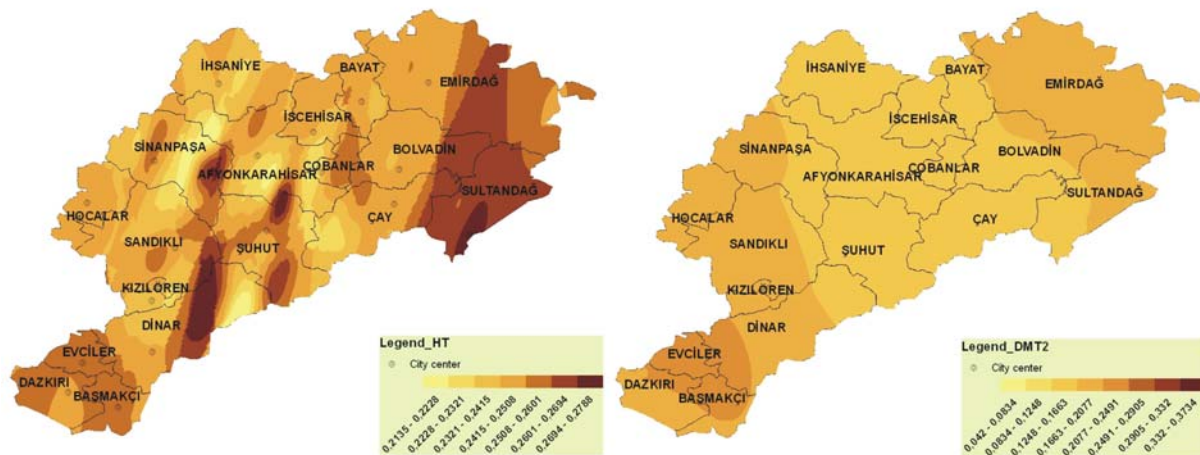 İHSANİYE
BAYAT
EMİRDAĞ
İSCEHİSAR
SİNANPAŞA
BOLVADİN
ÇOBANLAR
AFYONKARAHİSAR
SULTANDAĞ
HOCALAR
ÇAY
SANDIKLI
ŞUHUT
KIZILÖREN
DİNAR
EVCİLER
DAZKIRI
BAŞMAKÇI
Legend_HT
City center
0,2135 - 0,2228
0,2228 - 0,2321
0,2321 - 0,2415
0,2415 - 0,2508
0,2508 - 0,2601
0,2601 - 0,2694
0,2694 - 0,2788
İHSANİYE
BAYAT
EMİRDAĞ
İSCEHİSAR
SİNANPAŞA
BOLVADİN
ÇOBANLAR
AFYONKARAHİSAR
SULTANDAĞ
HOCALAR
ÇAY
SANDIKLI
ŞUHUT
KIZILÖREN
DİNAR
EVCİLER
DAZKIRI
BAŞMAKÇI
Legend_DMT2
City center
0,042 - 0,0834
0,0834 - 0,1248
0,1248 - 0,1663
0,1663 - 0,2077
0,2077 - 0,2491
0,2491 - 0,2905
0,2905 - 0,332
0,332 - 0,3734